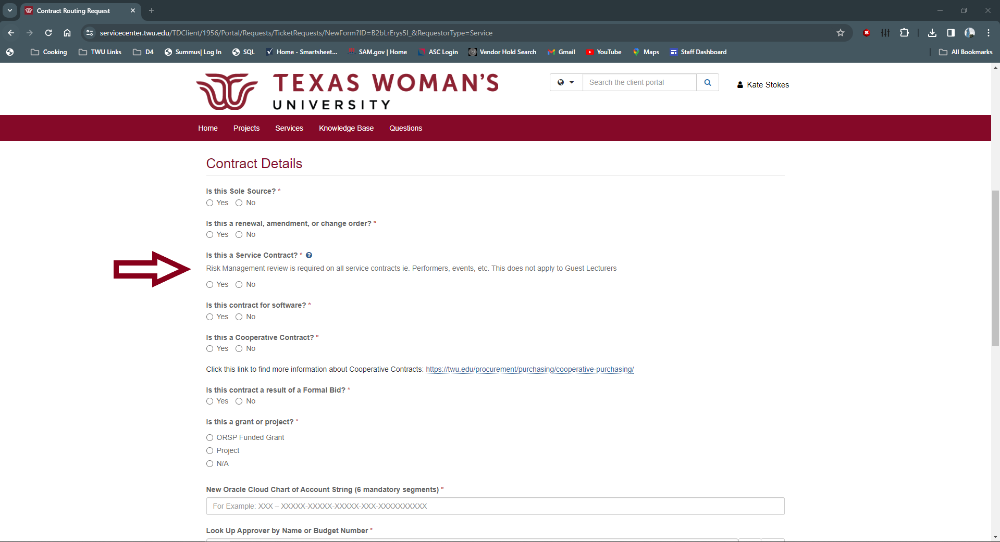 Contract Routing Request
servicecenter.twu.edu/TDClient/1956/Portal/Requests/TicketRequests/NewForm?ID=B2bLrErys5I_&RequestorType=Service
Cooking TWU Links D4 Summus| Log In SQL Home - Smartsheet... SAM.gov | Home ASC Login Vendor Hold Search Gmail YouTube Maps Staff Dashboard All Bookmarks
TEXAS WOMAN'S
UNIVERSITY
Search the client portal
Kate Stokes
Home Projects Services Knowledge Base Questions
Contract Details
Is this Sole Source? *
Yes No
Is this a renewal, amendment, or change order? *
Yes No
Is this a Service Contract? * ?
Risk Management review is required on all service contracts ie. Performers, events, etc. This does not apply to Guest Lecturers
Yes No
Is this contract for software? *
Yes No
Is this a Cooperative Contract? *
Yes No
Click this link to find more information about Cooperative Contracts: https://twu.edu/procurement/purchasing/cooperative-purchasing/
Is this contract a result of a Formal Bid? *
Yes No
Is this a grant or project? *
ORSP Funded Grant
Project
N/A
New Oracle Cloud Chart of Account String (6 mandatory segments) *
For Example: XXX – XXXXX-XXXXX-XXXXX-XXX-XXXXXXXXXX
Look Up Approver by Name or Budget Number *